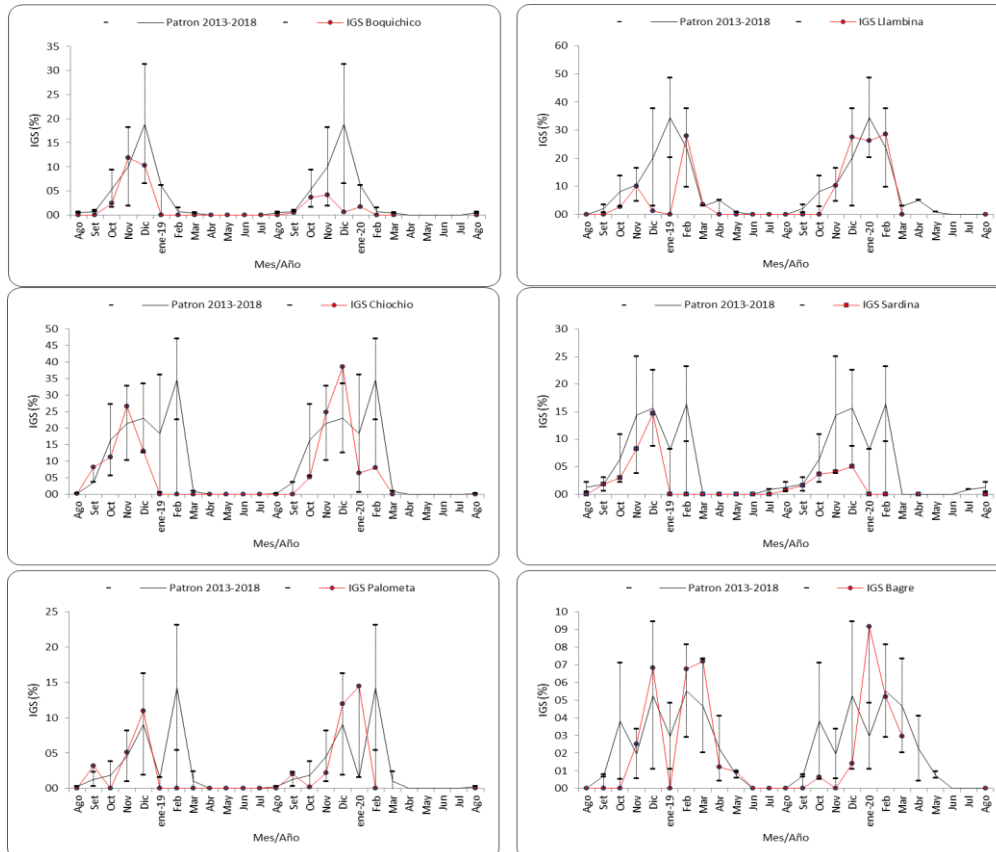 Patron 2013-2018 IGS Boquichico
35
30
25
20
15
10
05
00
IGS (%)
Ago Set Oct Nov Dic ene-19 Feb Mar Abr May Jun Jul Ago Set Oct Nov Dic ene-20 Feb Mar Abr May Jun Jul Ago
Mes/Año
Patron 2013-2018 IGS Llambina
60
50
40
30
20
10
00
IGS (%)
Ago Set Oct Nov Dic ene-19 Feb Mar Abr May Jun Jul Ago Set Oct Nov Dic ene-20 Feb Mar Abr May Jun Jul Ago
Mes/Año
Patron 2013-2018 IGS Chiochio
50
45
40
35
30
25
20
15
10
05
00
IGS (%)
Ago Set Oct Nov Dic ene-19 Feb Mar Abr May Jun Jul Ago Set Oct Nov Dic ene-20 Feb Mar Abr May Jun Jul Ago
Mes/Año
Patron 2013-2018 IGS Sardina
30
25
20
15
10
05
00
IGS (%)
Ago Set Oct Nov Dic ene-19 Feb Mar Abr May Jun Jul Ago Set Oct Nov Dic ene-20 Feb Mar Abr May Jun Jul Ago
Mes/Año
Patron 2013-2018 IGS Palometa
25
20
15
10
05
00
IGS (%)
Ago Set Oct Nov Dic ene-19 Feb Mar Abr May Jun Jul Ago Set Oct Nov Dic ene-20 Feb Mar Abr May Jun Jul Ago
Mes/Año
Patron 2013-2018 IGS Bagre
10
09
08
07
06
05
04
03
02
01
00
IGS (%)
Ago Set Oct Nov Dic ene-19 Feb Mar Abr May Jun Jul Ago Set Oct Nov Dic ene-20 Feb Mar Abr May Jun Jul Ago
Mes/Año